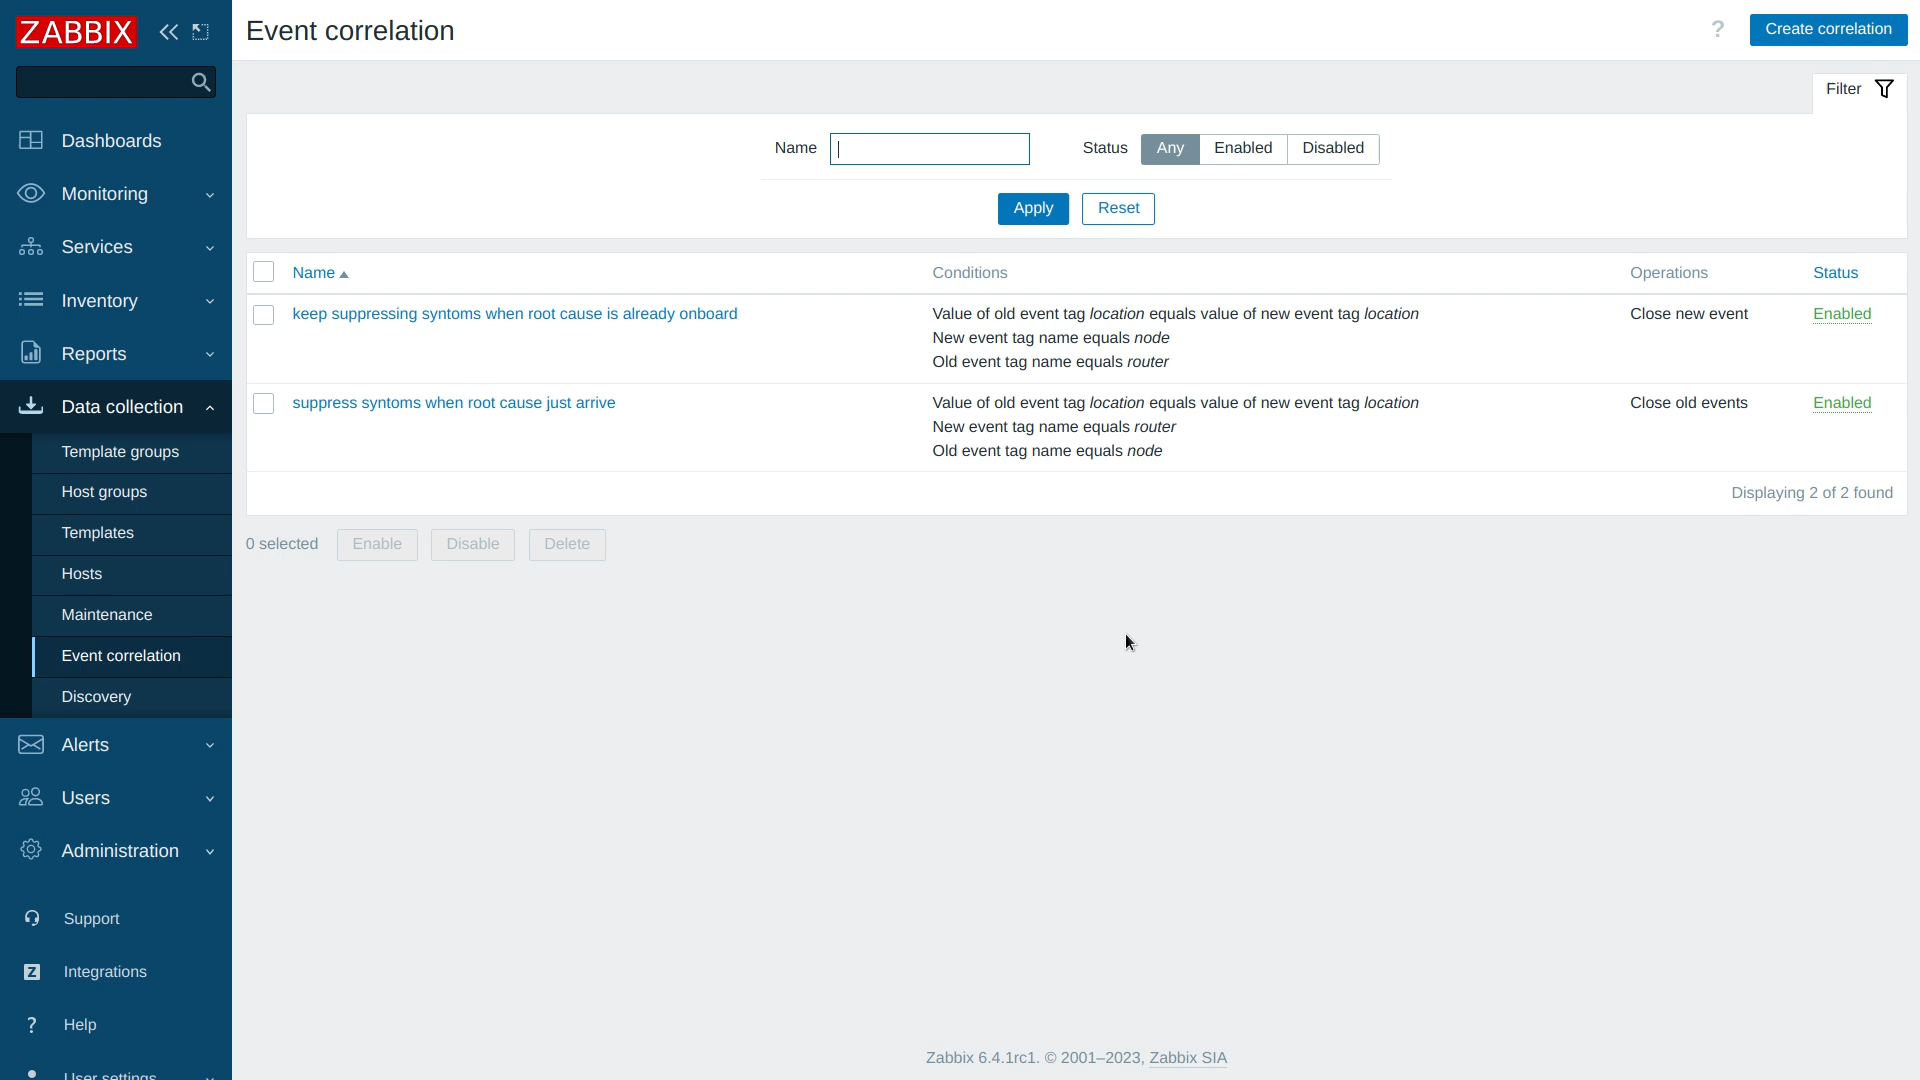 ZABBIX
Event correlation
?
Create correlation
Filter
Name
Status
Any
Enabled
Disabled
Apply
Reset
Dashboards
Monitoring
Services
Inventory
Reports
Data collection
Template groups
Host groups
Templates
Hosts
Maintenance
Event correlation
Discovery
Alerts
Users
Administration
Support
Z
Integrations
?
Help
User settings
Name
Conditions
Operations
Status
keep suppressing syntoms when root cause is already onboard
Value of old event tag location equals value of new event tag location
New event tag name equals node
Old event tag name equals router
Close new event
Enabled
suppress syntoms when root cause just arrive
Value of old event tag location equals value of new event tag location
New event tag name equals router
Old event tag name equals node
Close old events
Enabled
Displaying 2 of 2 found
0 selected
Enable
Disable
Delete
Zabbix 6.4.1rc1. © 2001–2023, Zabbix SIA